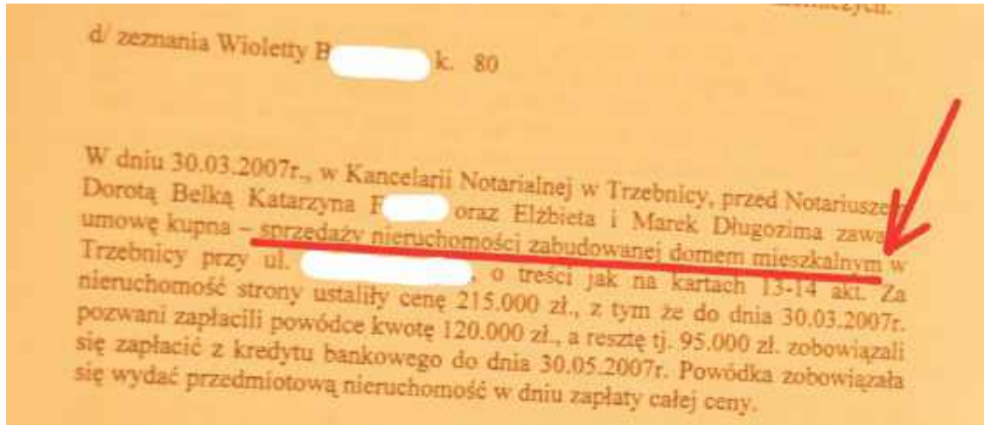 d/ zeznania Wioletty B k. 80
W dniu 30.03.2007r., w Kancelarii Notarialnej w Trzebnicy, przed Notariuszem
Dorotą Belką Katarzyna F oraz Elżbieta i Marek Długozima zawa
umowę kupna – sprzedaży nieruchomości zabudowanej domem mieszkalnym w
Trzebnicy przy ul. , o treści jak na kartach 13-14 akt. Za
nieruchomość strony ustaliły cenę 215.000 zł., z tym że do dnia 30.03.2007r.
pozwani zapłacili powódce kwotę 120.000 zł., a resztę tj. 95.000 zł. zobowiązali
się zapłacić z kredytu bankowego do dnia 30.05.2007r. Powódka zobowiązała
się wydać przedmiotową nieruchomość w dniu zapłaty całej ceny.